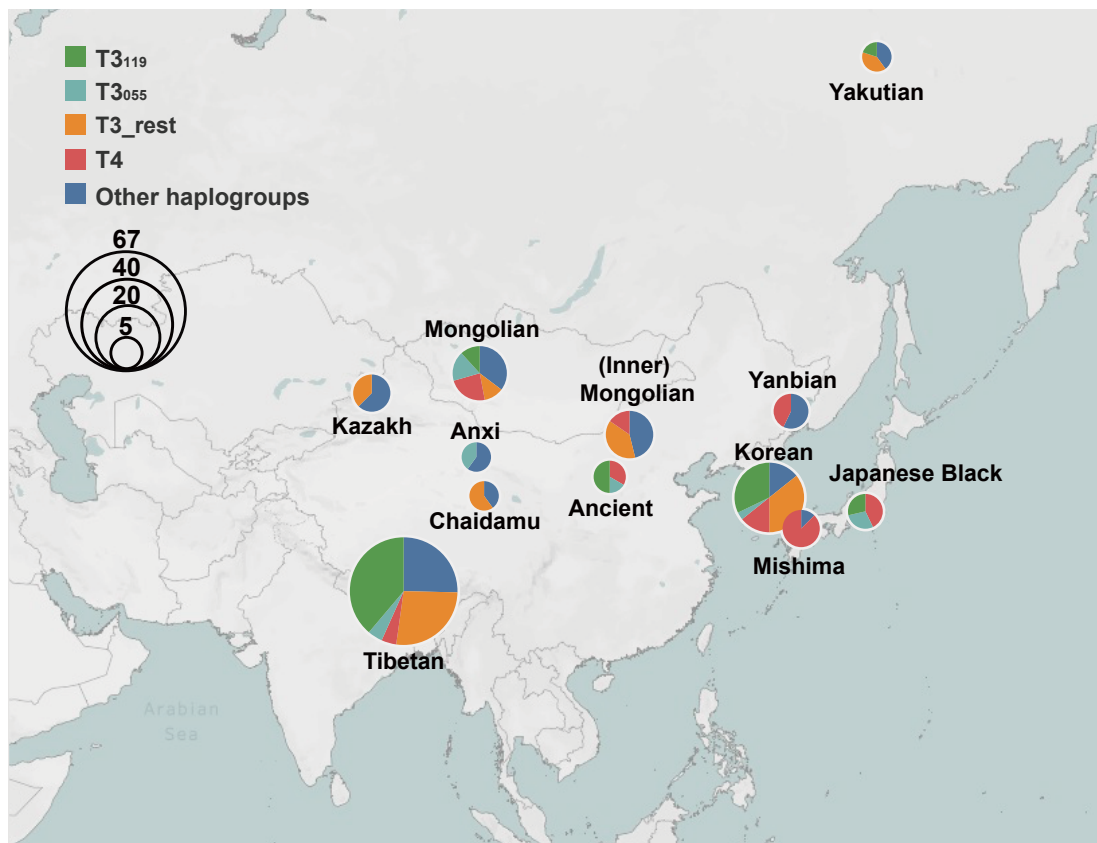 T3₁₁₉
T3₀₅₅
T3_rest
T4
Other haplogroups
67
40
20
5
Yakutian
Mongolian
(Inner)
Mongolian
Yanbian
Kazakh
Anxi
Korean
Japanese Black
Chaidamu
Ancient
Mishima
Tibetan
Arabian
Sea